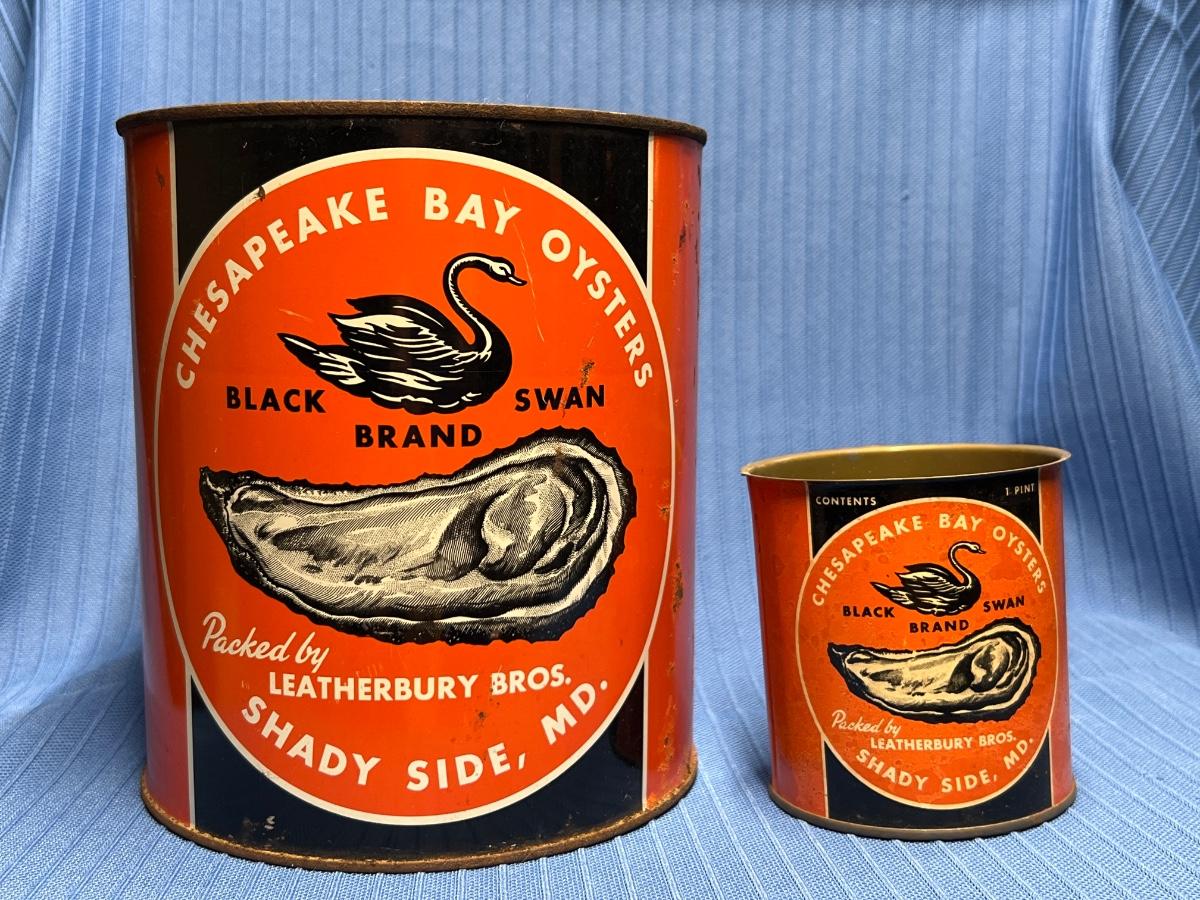 CHESAPEAKE BAY OYSTERS
BLACK SWAN
BRAND
Packed by
LEATHERBURY BROS.
SHADY SIDE, MD.
CONTENTS 1 PINT
CHESAPEAKE BAY OYSTERS
BLACK SWAN
BRAND
Packed by
LEATHERBURY BROS.
SHADY SIDE, MD.